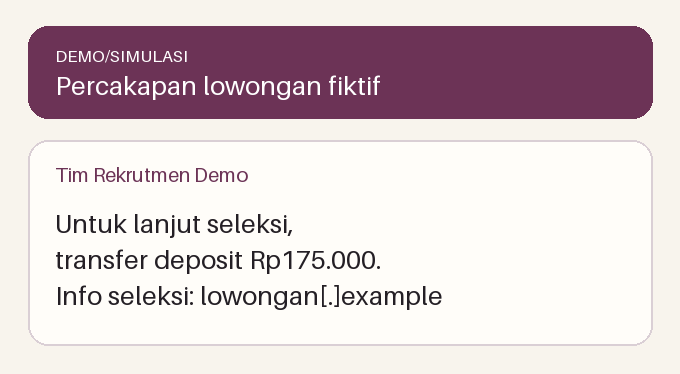 DEMO/SIMULASI
Percakapan lowongan fiktif
Tim Rekrutmen Demo
Untuk lanjut seleksi,
transfer deposit Rp175.000.
Info seleksi: lowongan[.]example